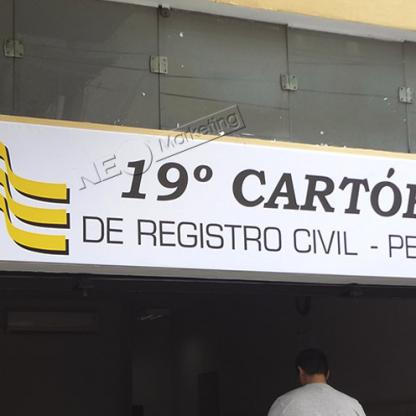 NEO Marketing
19º CARTÓ
DE REGISTRO CIVIL - PE